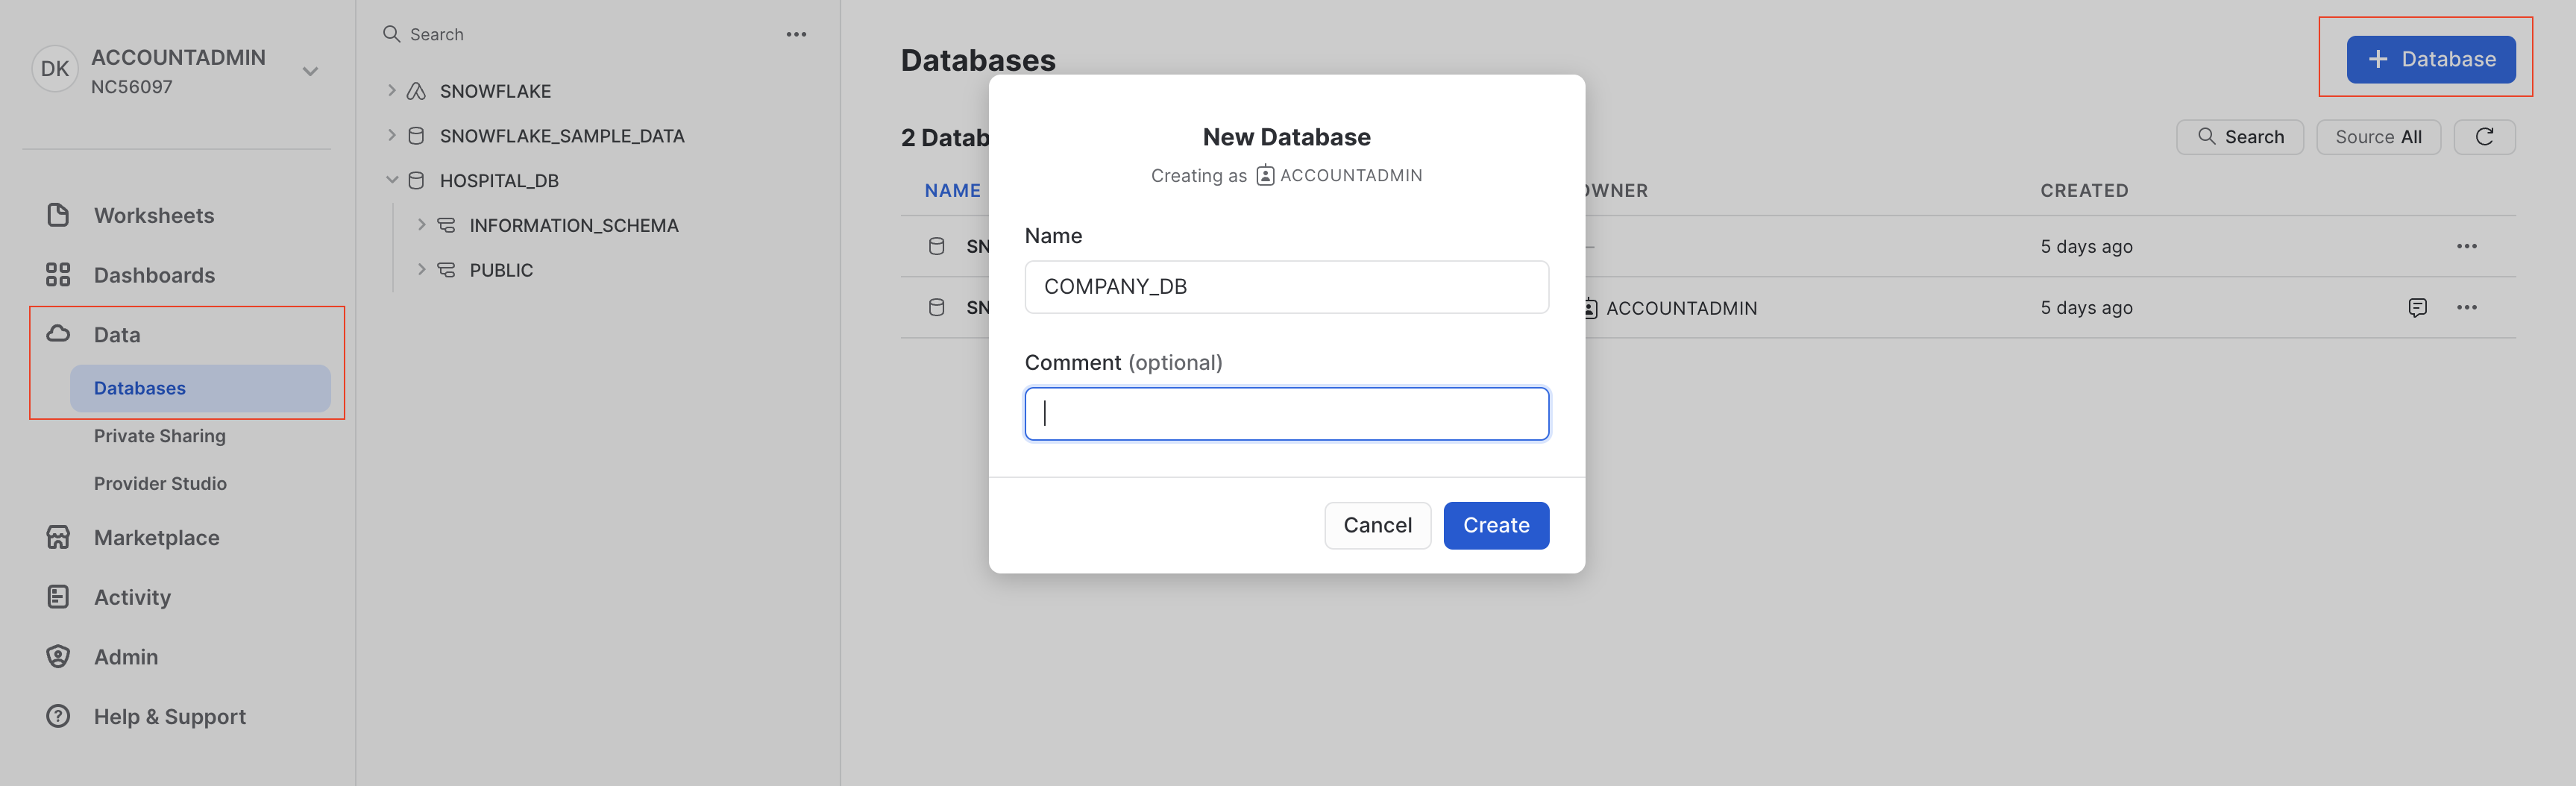 DK
ACCOUNTADMIN
NC56097
Worksheets
Dashboards
Data
Databases
Private Sharing
Provider Studio
Marketplace
Activity
Admin
Help & Support
Search
SNOWFLAKE
SNOWFLAKE_SAMPLE_DATA
HOSPITAL_DB
INFORMATION_SCHEMA
PUBLIC
Databases
+ Database
2 Datab
Search
Source All
NAME
OWNER
CREATED
SN
—
5 days ago
SN
ACCOUNTADMIN
5 days ago
New Database
Creating as ACCOUNTADMIN
Name
COMPANY_DB
Comment (optional)
Cancel
Create